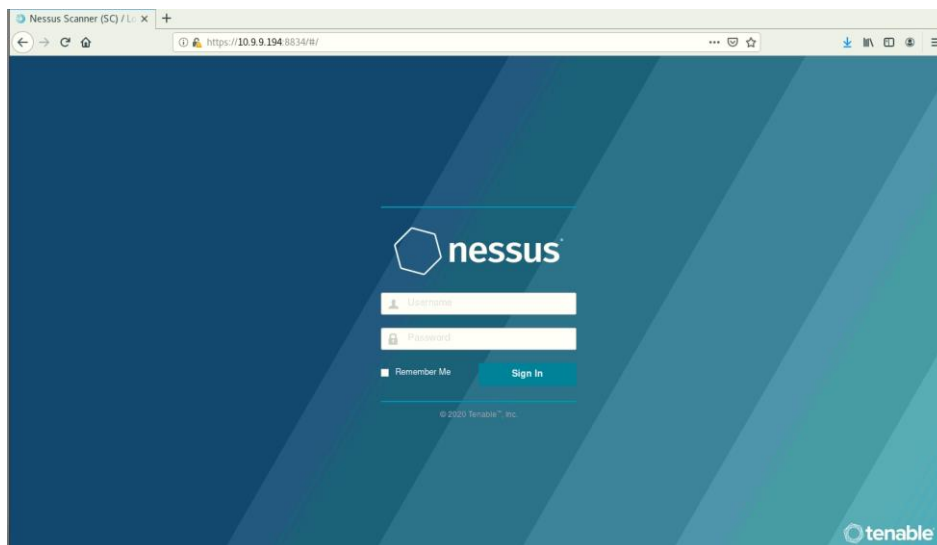 Nessus Scanner (SC) / Lo
https://10.9.9.194:8834/#/
nessus
Username
Password
Remember Me
Sign In
© 2020 Tenable™, Inc.
tenable